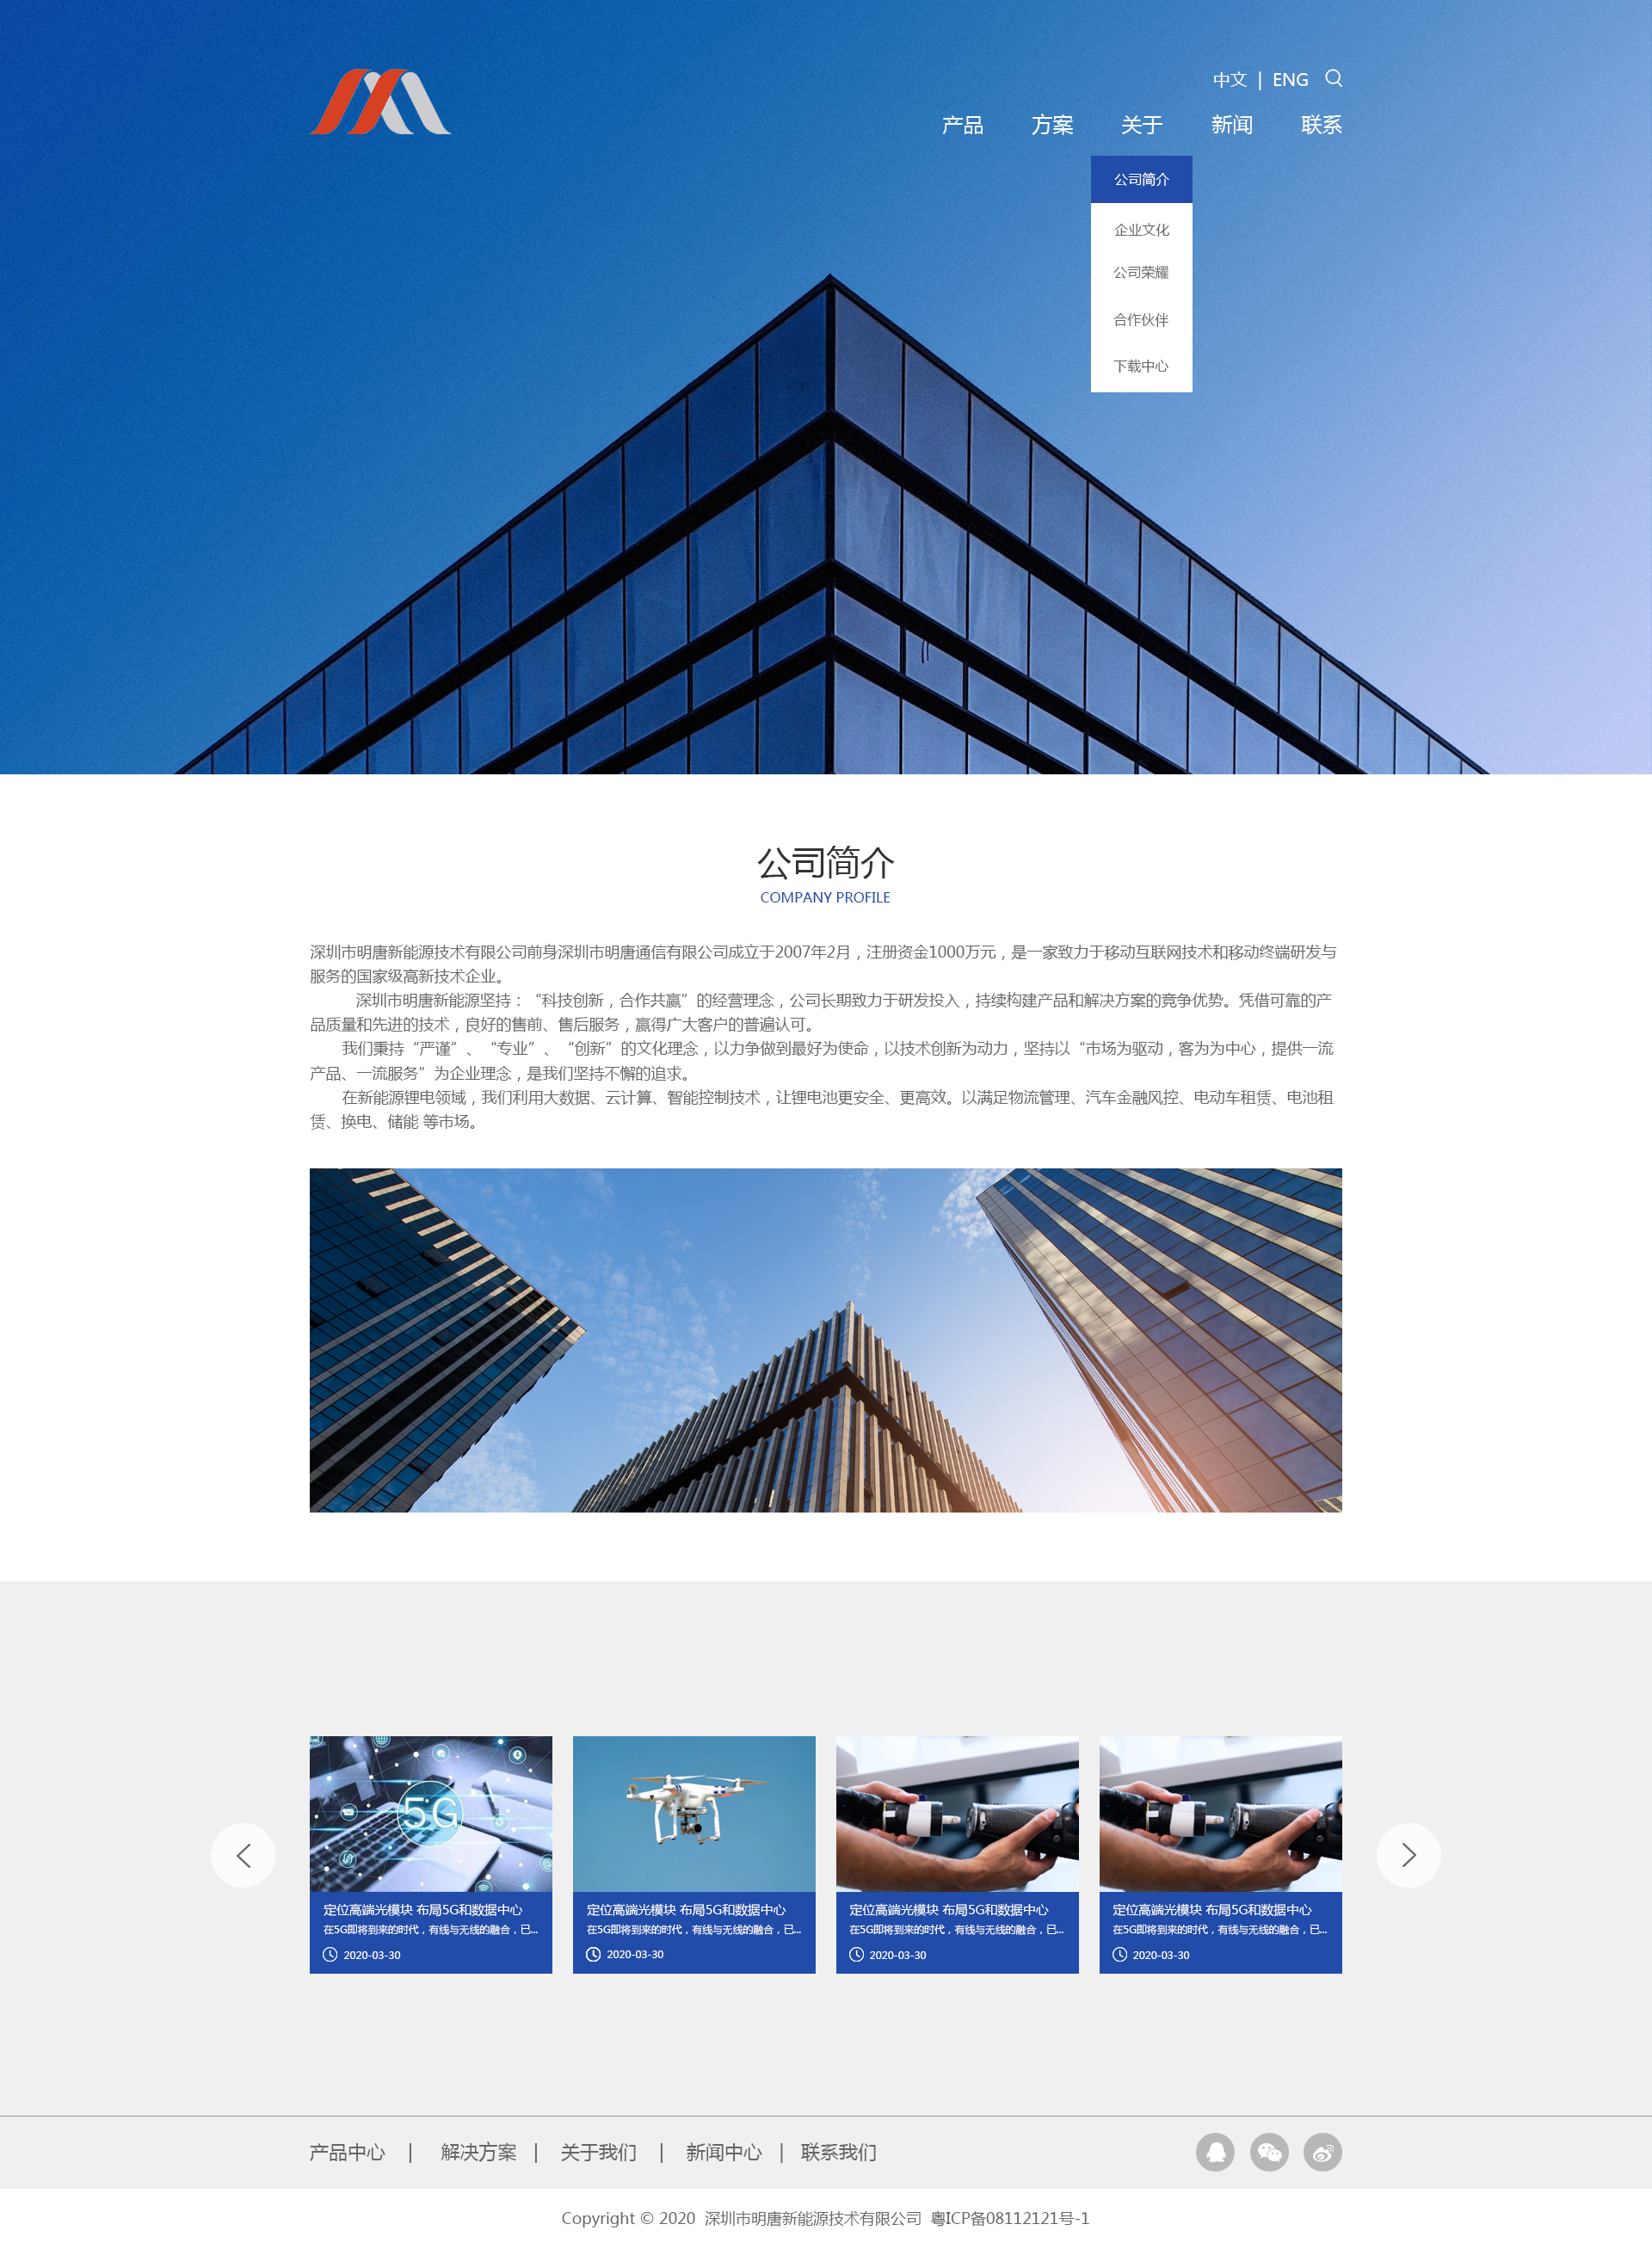 中文 | ENG
产品 方案 关于 新闻 联系
公司简介
企业文化
公司荣耀
合作伙伴
下载中心
公司简介
COMPANY PROFILE
深圳市明唐新能源技术有限公司前身深圳市明唐通信有限公司成立于2007年2月，注册资金1000万元，是一家致力于移动互联网技术和移动终端研发与
服务的国家级高新技术企业。
深圳市明唐新能源坚持：“科技创新，合作共赢”的经营理念，公司长期致力于研发投入，持续构建产品和解决方案的竞争优势。凭借可靠的产
品质量和先进的技术，良好的售前、售后服务，赢得广大客户的普遍认可。
我们秉持“严谨”、“专业”、“创新”的文化理念，以力争做到最好为使命，以技术创新为动力，坚持以“市场为驱动，客为为中心，提供一流
产品、一流服务”为企业理念，是我们坚持不懈的追求。
在新能源锂电领域，我们利用大数据、云计算、智能控制技术，让锂电池更安全、更高效。以满足物流管理、汽车金融风控、电动车租赁、电池租
赁、换电、储能 等市场。
5G
定位高端光模块 布局5G和数据中心
在5G即将到来的时代，有线与无线的融合，已...
2020-03-30
定位高端光模块 布局5G和数据中心
在5G即将到来的时代，有线与无线的融合，已...
2020-03-30
定位高端光模块 布局5G和数据中心
在5G即将到来的时代，有线与无线的融合，已...
2020-03-30
定位高端光模块 布局5G和数据中心
在5G即将到来的时代，有线与无线的融合，已...
2020-03-30
产品中心 | 解决方案 | 关于我们 | 新闻中心 | 联系我们
Copyright © 2020 深圳市明唐新能源技术有限公司 粤ICP备08112121号-1